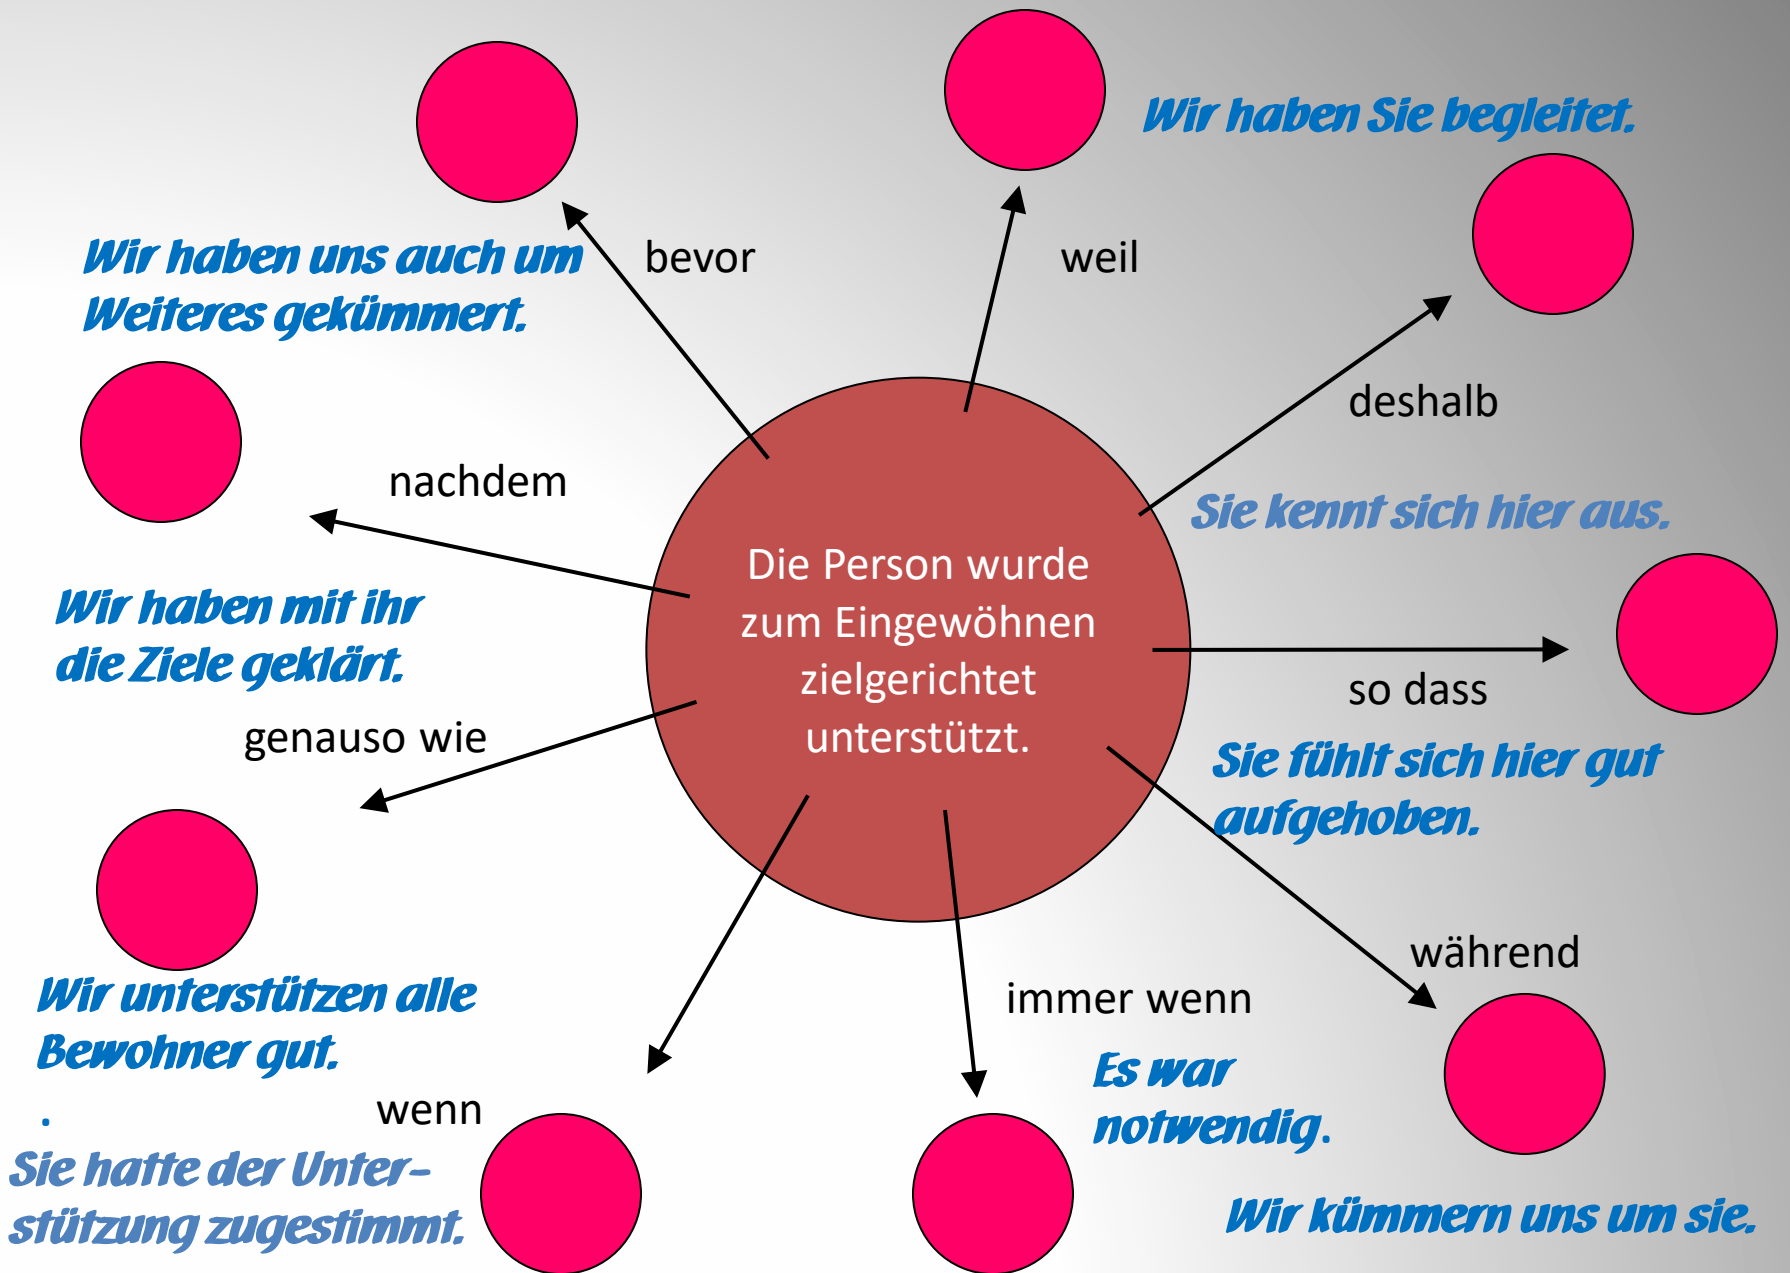 Wir haben Sie begleitet.
Wir haben uns auch um
Weiteres gekümmert.
bevor
weil
deshalb
nachdem
Sie kennt sich hier aus.
Die Person wurde
zum Eingewöhnen
zielgerichtet
unterstützt.
Wir haben mit ihr
die Ziele geklärt.
so dass
genauso wie
Sie fühlt sich hier gut
aufgehoben.
während
Wir unterstützen alle
Bewohner gut.
.
immer wenn
Es war
notwendig.
wenn
Sie hatte der Unter-
stützung zugestimmt.
Wir kümmern uns um sie.